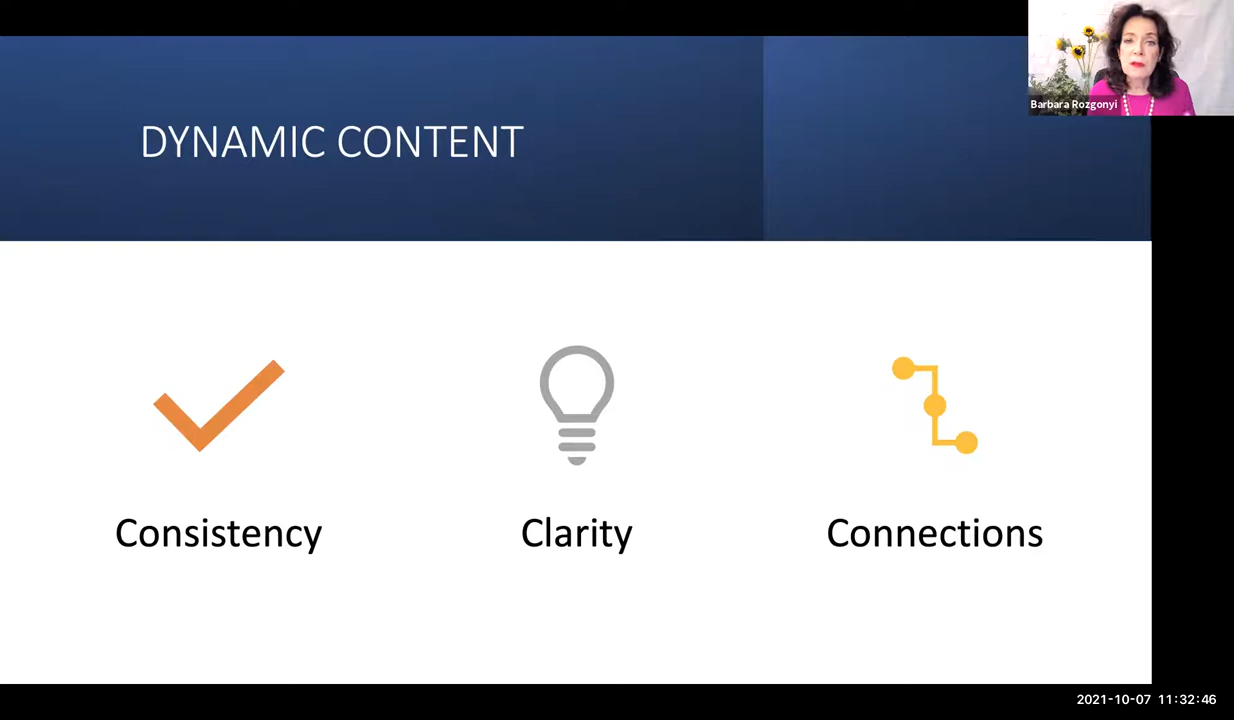 Barbara Rozgonyi
DYNAMIC CONTENT
Consistency
Clarity
Connections
2021-10-07 11:32:46